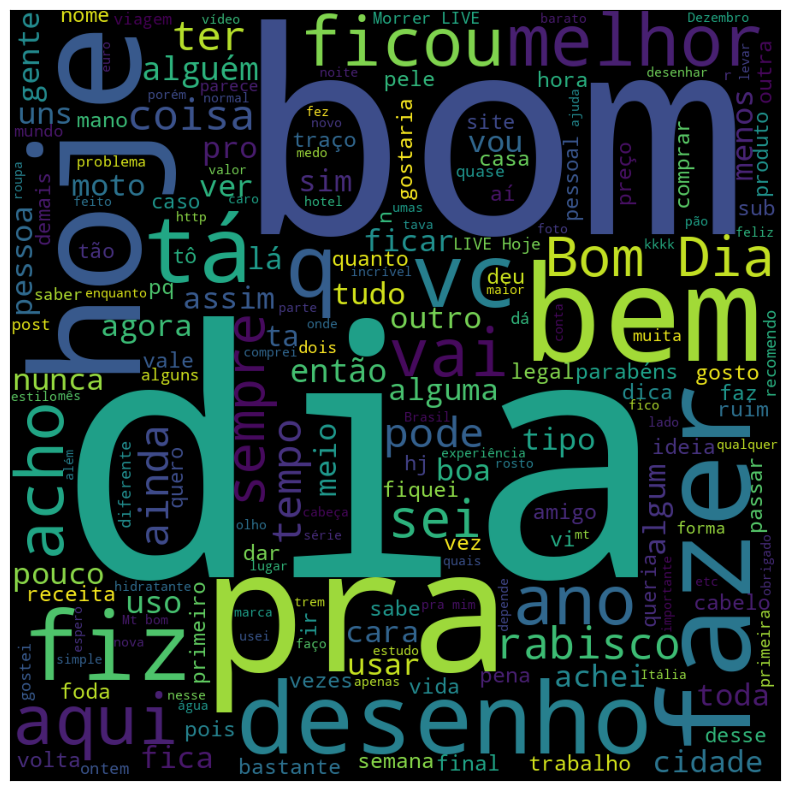 nome
viagem
vídeo
ter
ficou
Morrer LIVE
melhor
barato
Dezembro
gente
euro
hoje
alguém
parece
noite
bom
pele
hora
desenhar
levar
outra
uns
mano
porém
normal
coisa
fez
novo
traço
gostaria
site
vou
r
ajuda
menos
mundo
problema
pro
medo
casa
quase
pessoal
preço
comprar
produto
demais
moto
ver
valor
sim
aí
roupa
feito
caso
http
caro
hotel
n
umas
sub
pessoa
tão
tá
tava
foto
kkkk
pão
feliz
tô
lá
q
ficar
LIVE Hoje
Bom Dia
quanto
vc
deu
incrível
maior
saber
enquanto
pq
assim
tudo
bem
post
agora
ta
parte
onde
outro
dá
conta
muita
recomendo
vale
comprei
dois
vai
nunca
alguns
sempre
então
legal
parabéns
gosto
alguma
dica
faz
estilo
mês
fico
ruim
acho
dia
Brasil
lado
fazer
diferente
ainda
quero
tempo
meio
pode
experiência
tipo
ideia
qualquer
hj
boa
rosto
além
fiquei
sei
amigo
algum
passar
cabeça
olho
série
vi
mt
forma
dar
vez
pouco
lugar
quais
queria
importante
etc
obrigado
receita
hidratante
uso
pra
ano
cabelo
marca
trem
sabe
pra mim
Mt bom
primeiro
ir
cara
depende
rabisco
primeira
fiz
espero
nova
usei
faço
estudo
usar
achei
gostei
simple
apenas
pena
Itália
foda
nesse
vezes
vida
toda
aqui
água
desenho
pois
desse
volta
ontem
fica
bastante
semana
final
trabalho
cidade